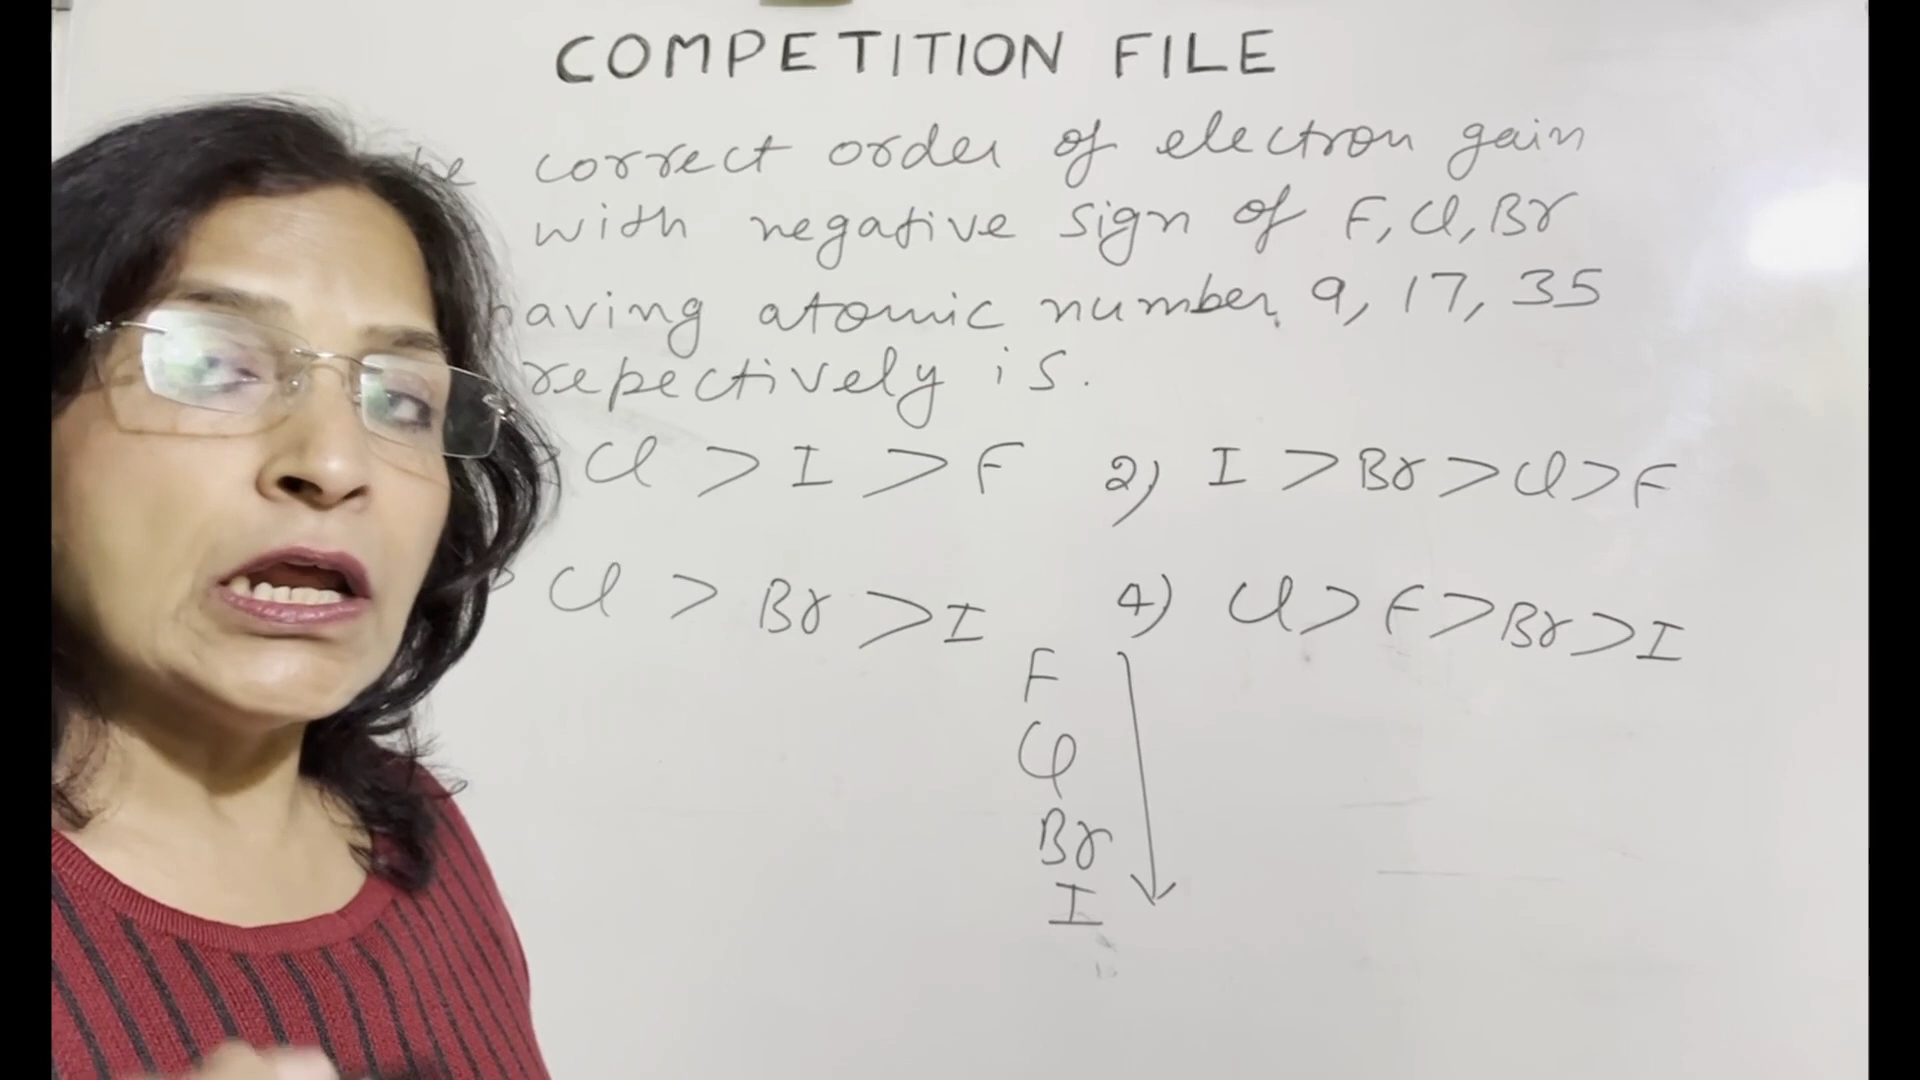 COMPETITION FILE
correct order of electron gain
with negative sign of F, Cl, Br
having atomic number, 9, 17, 35
repectively is.
> Cl > I > F 2) I > Br > Cl > F
> Cl > Br > I 4) Cl > F > Br > I
F
Cl
Br
I